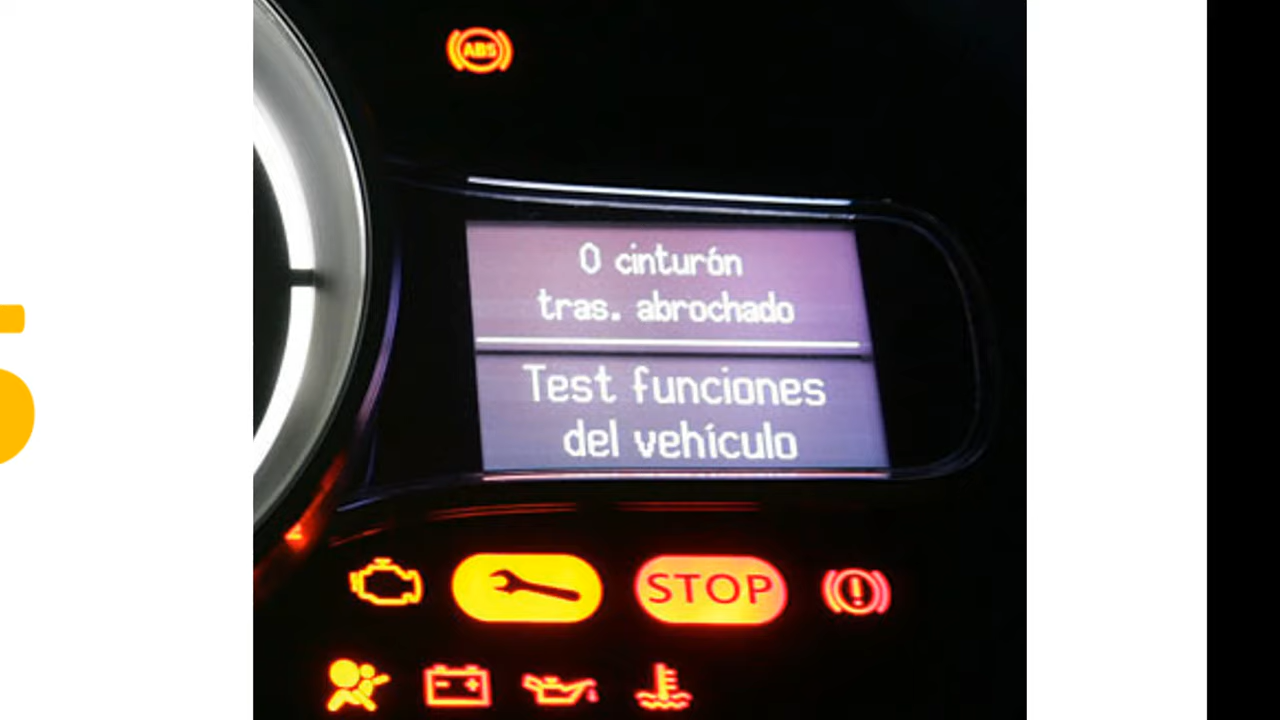 ABS
0 cinturón
tras. abrochado
Test funciones
del vehículo
STOP